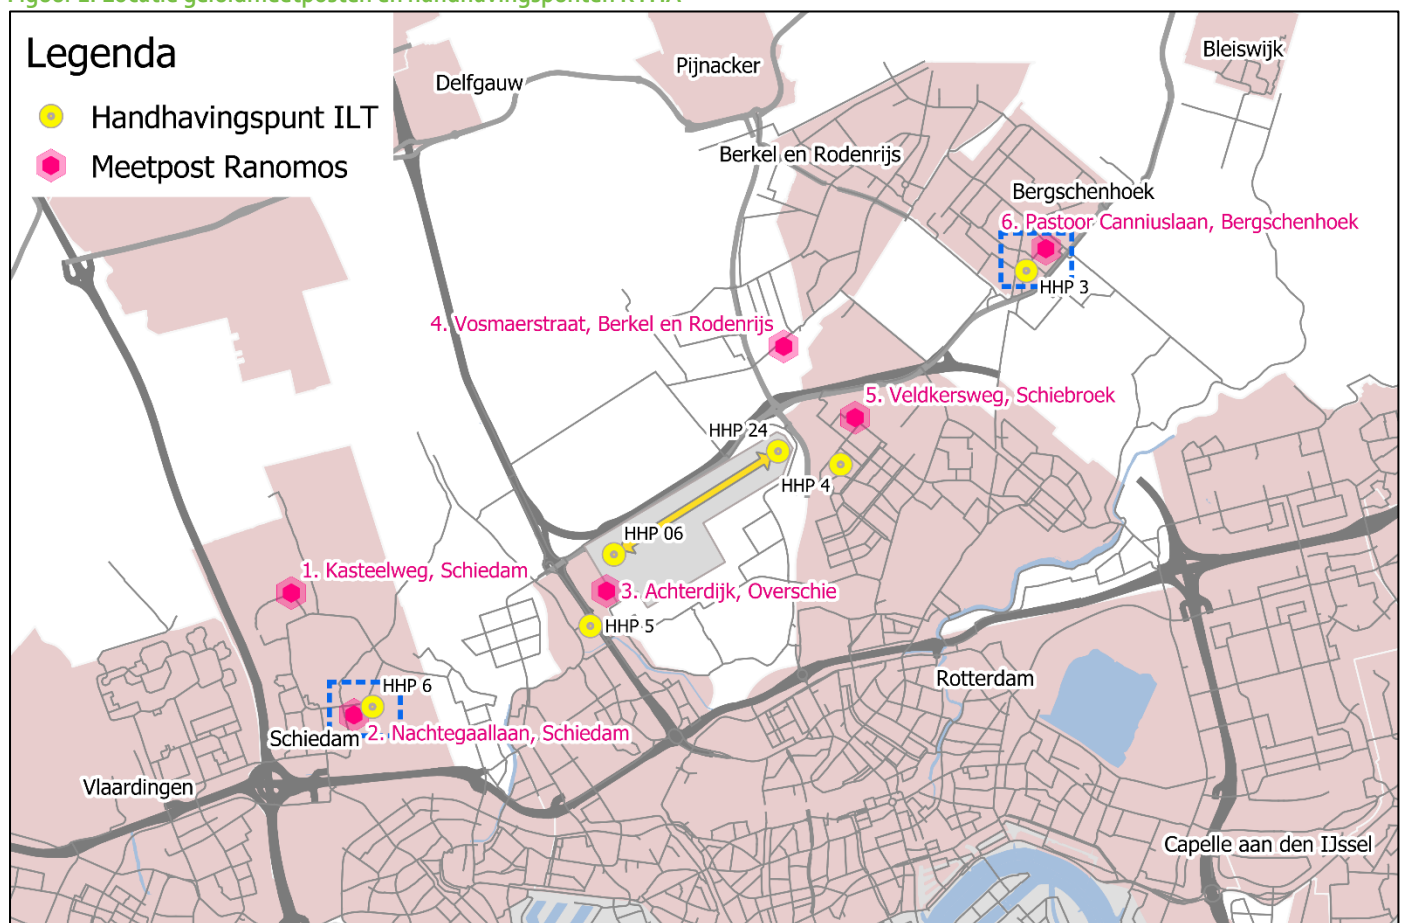 Legenda
Handhavingspunt ILT
Meetpost Ranomos
Bleiswijk
Pijnacker
Delfgauw
Berkel en Rodenrijs
Bergschenhoek
6. Pastoor Canniuslaan, Bergschenhoek
HHP 3
4. Vosmaerstraat, Berkel en Rodenrijs
5. Veldkersweg, Schiebroek
HHP 24
HHP 4
HHP 06
1. Kasteelweg, Schiedam
3. Achterdijk, Overschie
HHP 5
Rotterdam
HHP 6
2. Nachtegaallaan, Schiedam
Schiedam
Vlaardingen
Capelle aan den IJssel